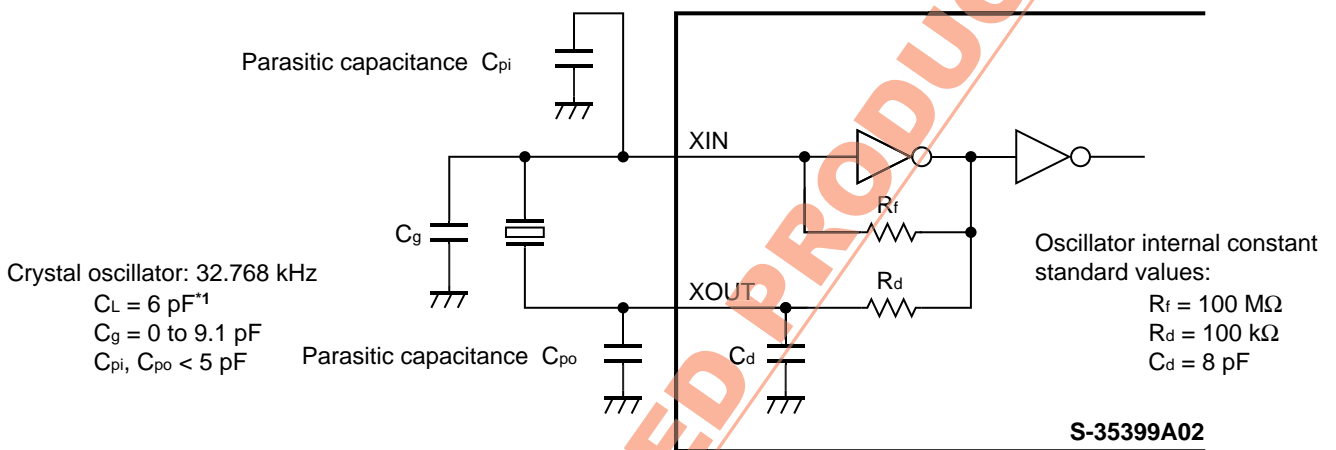 Parasitic capacitance Cpi
XIN
Cg
Rf
Crystal oscillator: 32.768 kHz
CL = 6 pF*1
Cg = 0 to 9.1 pF
Cpi, Cpo < 5 pF
XOUT
Rd
Parasitic capacitance Cpo
Cd
Oscillator internal constant
standard values:
Rf = 100 MΩ
Rd = 100 kΩ
Cd = 8 pF
S-35399A02
ED PRODUC